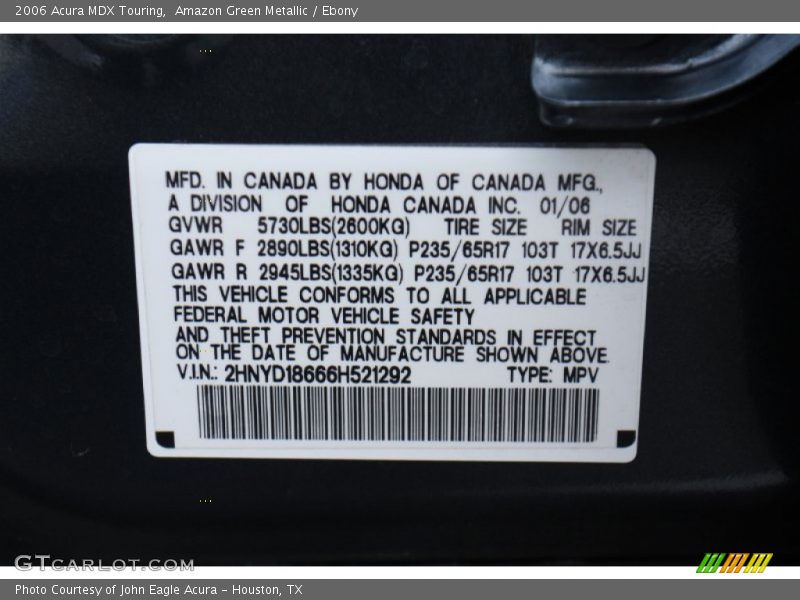 2006 Acura MDX Touring,  Amazon Green Metallic / Ebony
MFD. IN CANADA BY HONDA OF CANADA MFG.,
A DIVISION OF HONDA CANADA INC. 01/06
GVWR 5730LBS(2600KG) TIRE SIZE RIM SIZE
GAWR F 2890LBS(1310KG) P235/65R17 103T 17X6.5JJ
GAWR R 2945LBS(1335KG) P235/65R17 103T 17X6.5JJ
THIS VEHICLE CONFORMS TO ALL APPLICABLE
FEDERAL MOTOR VEHICLE SAFETY
AND THEFT PREVENTION STANDARDS IN EFFECT
ON THE DATE OF MANUFACTURE SHOWN ABOVE.
V.I.N.: 2HNYD18666H521292 TYPE: MPV
GTCARLOT.COM
Photo Courtesy of John Eagle Acura - Houston, TX